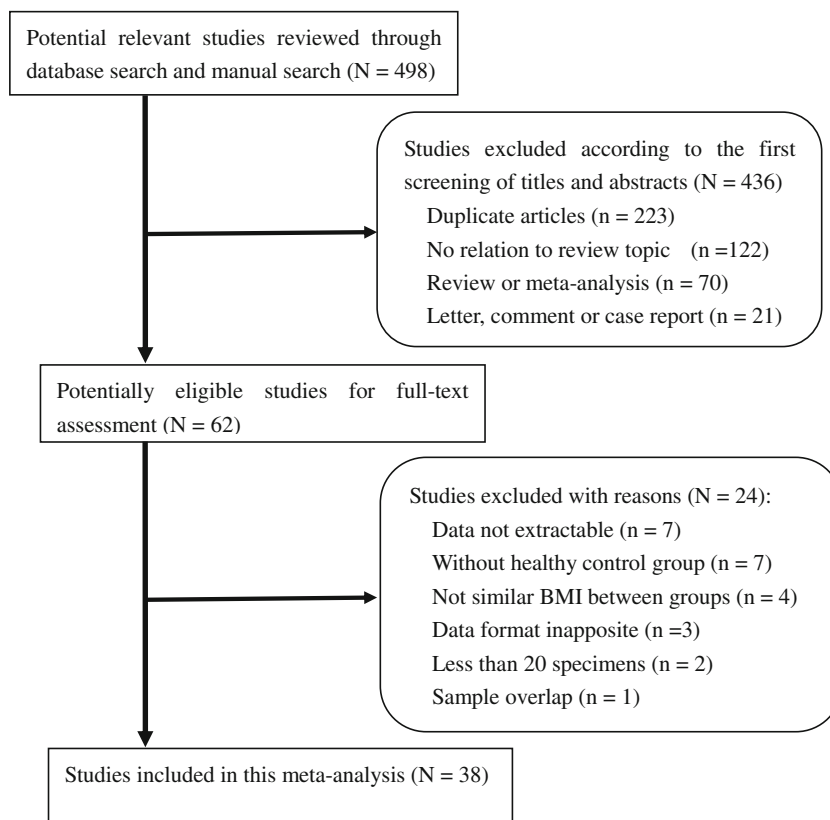 Potential relevant studies reviewed through
database search and manual search (N = 498)
Studies excluded according to the first
screening of titles and abstracts (N = 436)
Duplicate articles (n = 223)
No relation to review topic (n =122)
Review or meta-analysis (n = 70)
Letter, comment or case report (n = 21)
Potentially eligible studies for full-text
assessment (N = 62)
Studies excluded with reasons (N = 24):
Data not extractable (n = 7)
Without healthy control group (n = 7)
Not similar BMI between groups (n = 4)
Data format inapposite (n =3)
Less than 20 specimens (n = 2)
Sample overlap (n = 1)
Studies included in this meta-analysis (N = 38)